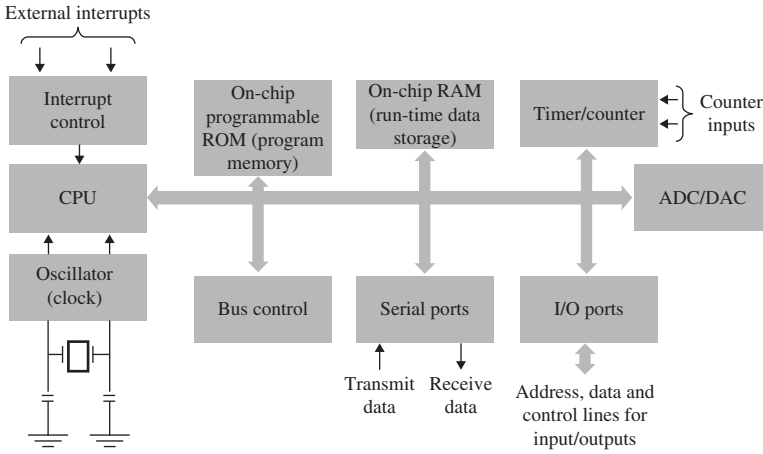 External interrupts
Interrupt
control
On-chip
programmable
ROM (program
memory)
On-chip RAM
(run-time data
storage)
Timer/counter
Counter
inputs
CPU
ADC/DAC
Oscillator
(clock)
Bus control
Serial ports
I/O ports
Transmit
data
Receive
data
Address, data and
control lines for
input/outputs